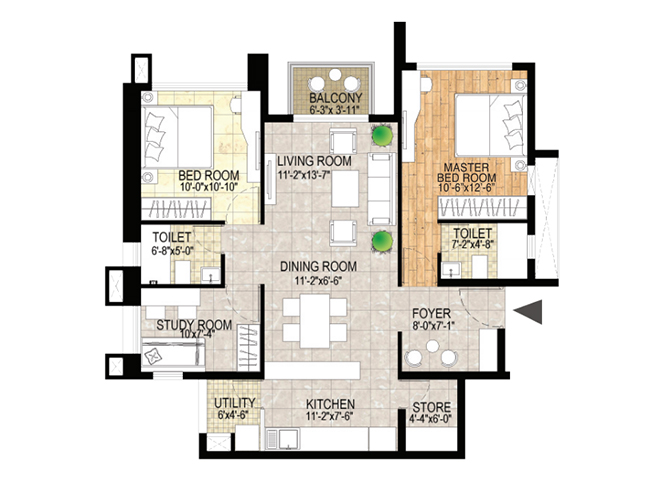 BALCONY
6'-3"x 3'-11"
LIVING ROOM
11'-2"x13'-7"
BED ROOM
10'-0"x10'-10"
MASTER
BED ROOM
10'-6"x12'-6"
TOILET
6'-8"x5'-0"
TOILET
7'-2"x4'-8"
DINING ROOM
11'-2"x6'-6"
STUDY ROOM
10'x7'-4"
FOYER
8'-0"x7'-1"
UTILITY
6'x4'-6"
KITCHEN
11'-2"x7'-6"
STORE
4'-4"x6'-0"